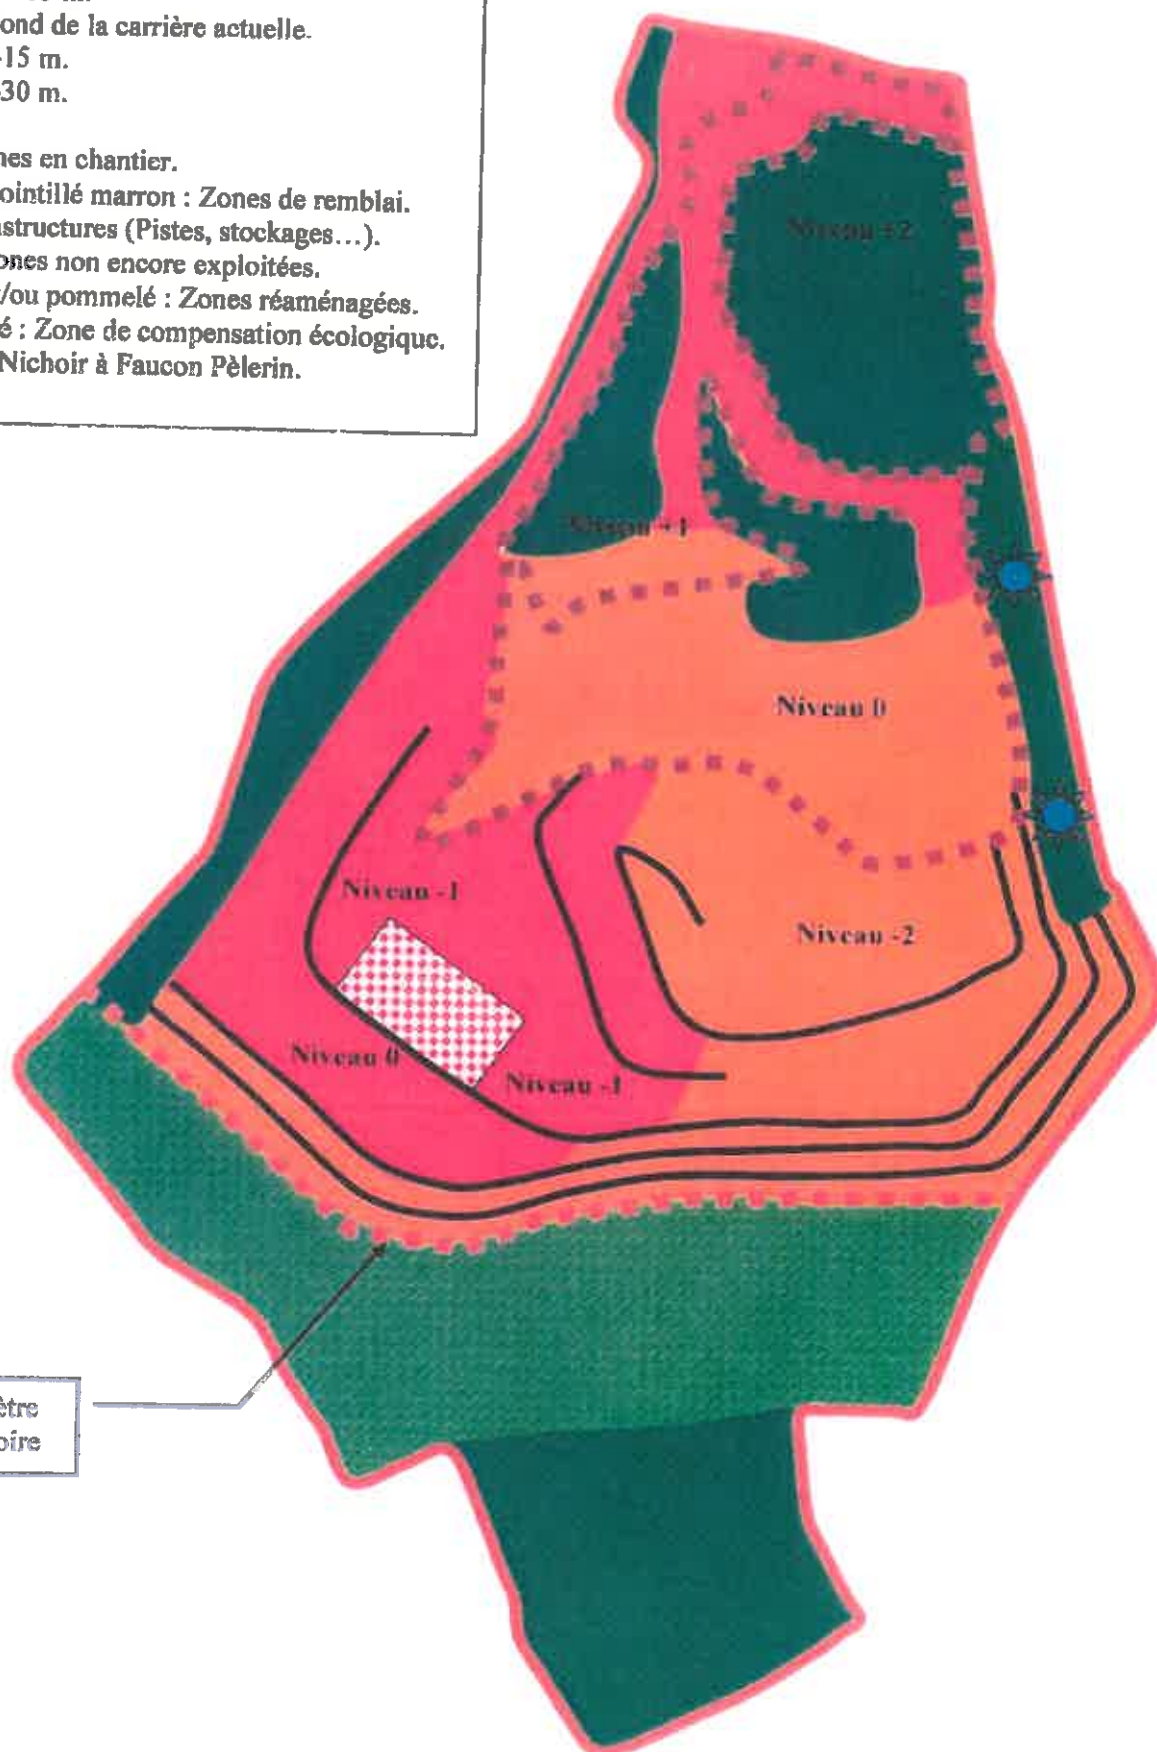 ond de la carrière actuelle.
-15 m.
-30 m.
nes en chantier.
ointillé marron : Zones de remblai.
astructures (Pistes, stockages…).
ones non encore exploitées.
t/ou pommelé : Zones réaménagées.
é : Zone de compensation écologique.
Nichoir à Faucon Pèlerin.
Niveau +2
Niveau +1
Niveau 0
Niveau -1
Niveau -2
Niveau 0
Niveau -1
ètre
oire